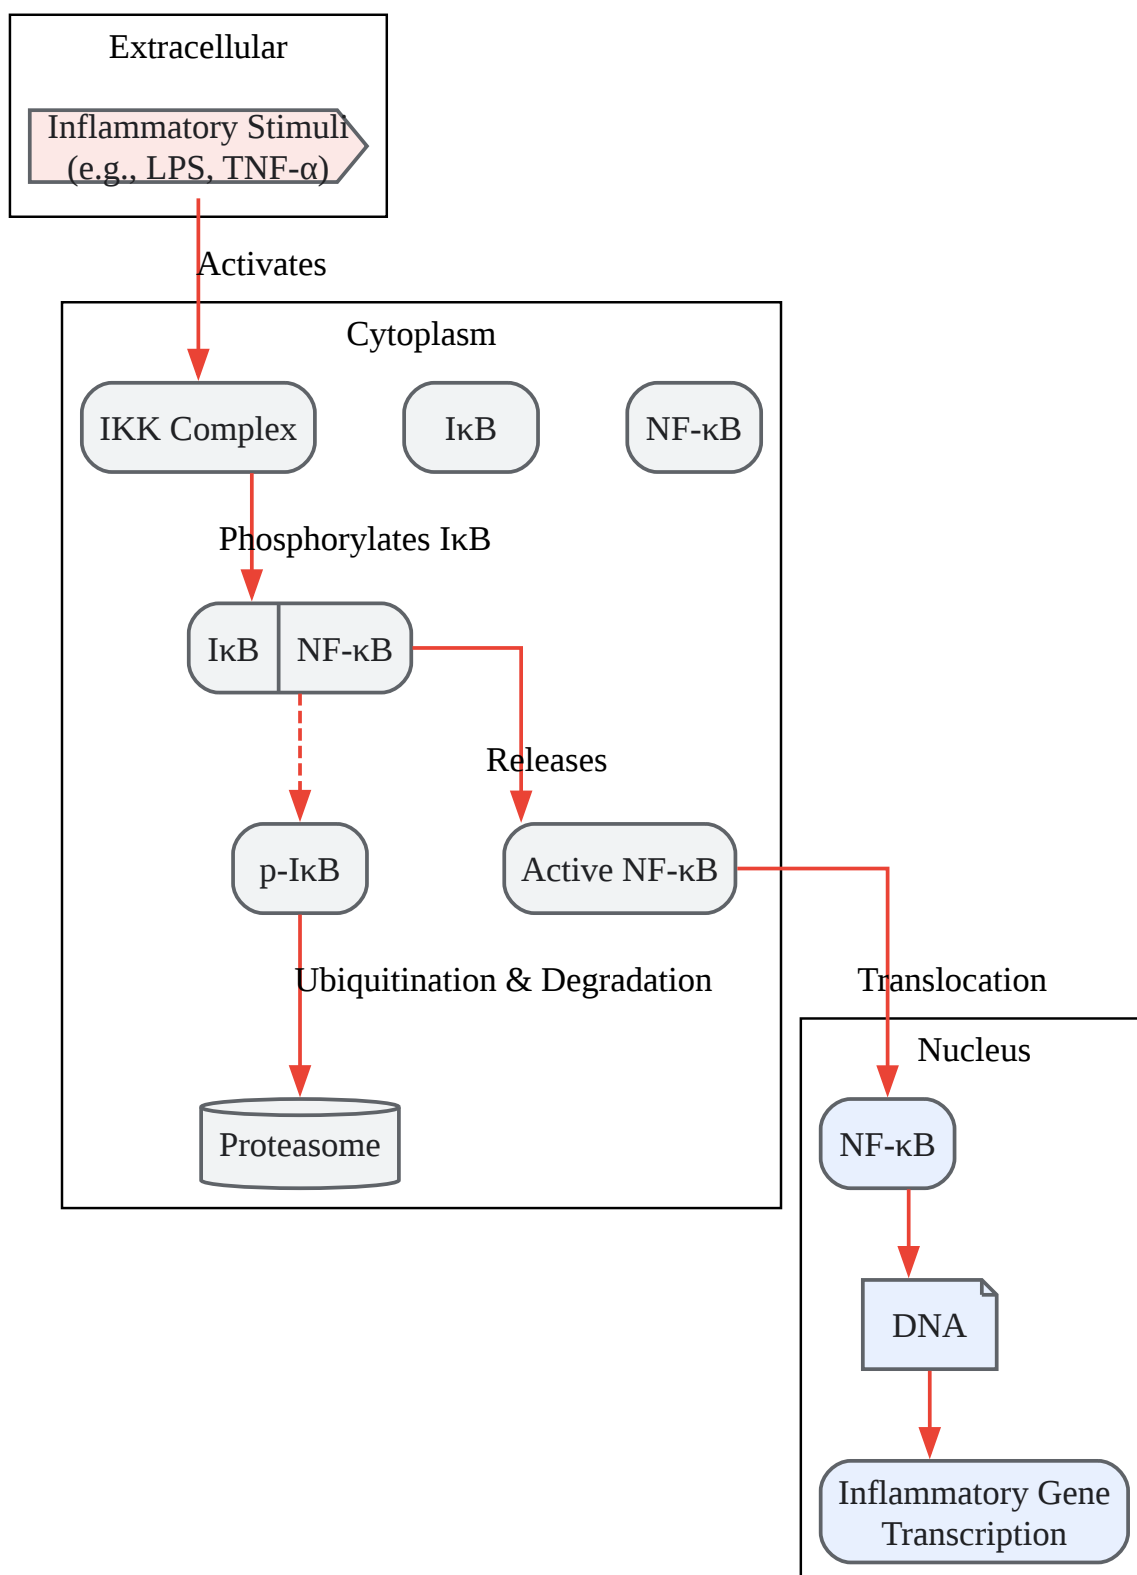 Extracellular
Inflammatory Stimuli
(e.g., LPS, TNF-α)
Activates
Cytoplasm
IKK Complex
IκB
NF-κB
Phosphorylates IκB
IκB
NF-κB
Releases
p-IκB
Active NF-κB
Ubiquitination & Degradation
Translocation
Nucleus
Proteasome
NF-κB
DNA
Inflammatory Gene
Transcription